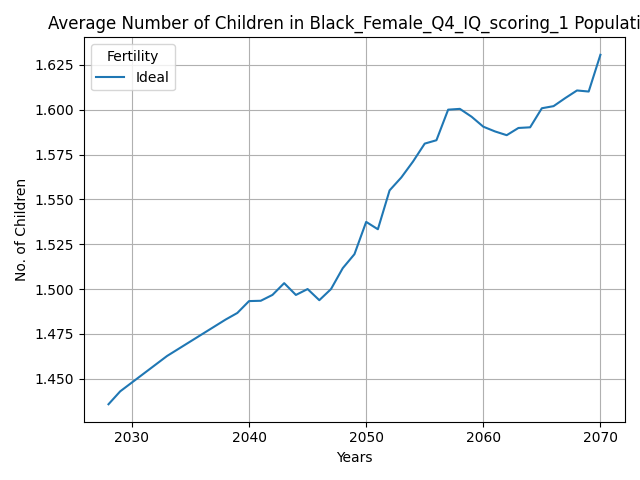 Average Number of Children in Black_Female_Q4_IQ_scoring_1 Populati
Fertility
Ideal
No. of Children
1.625
1.600
1.575
1.550
1.525
1.500
1.475
1.450
2030 2040 2050 2060 2070
Years